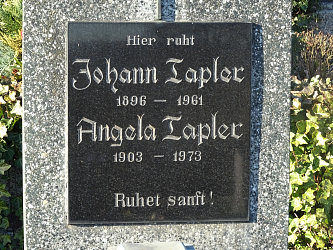 Hier ruht
Johann Tapler
1896 — 1961
Angela Tapler
1903 — 1973
Ruhet sanft!